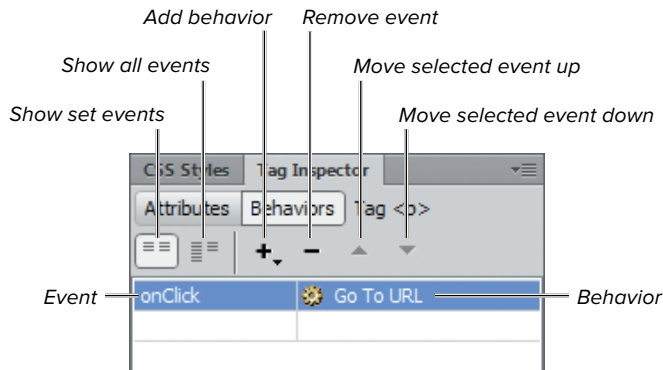 Add behavior
Remove event
Show all events
Move selected event up
Show set events
Move selected event down
CSS Styles
Tag Inspector
Attributes
Behaviors
Tag <p>
Event
onClick
Go To URL
Behavior